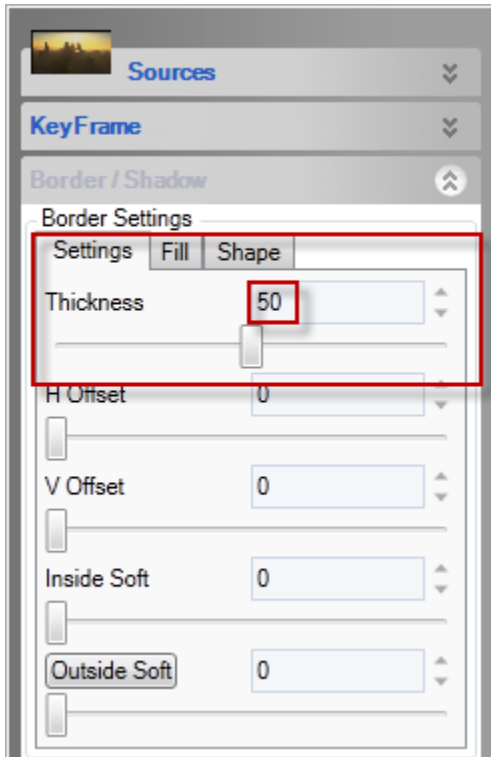 Sources
KeyFrame
Border / Shadow
Border Settings
Settings Fill Shape
Thickness 50
H Offset 0
V Offset 0
Inside Soft 0
Outside Soft 0